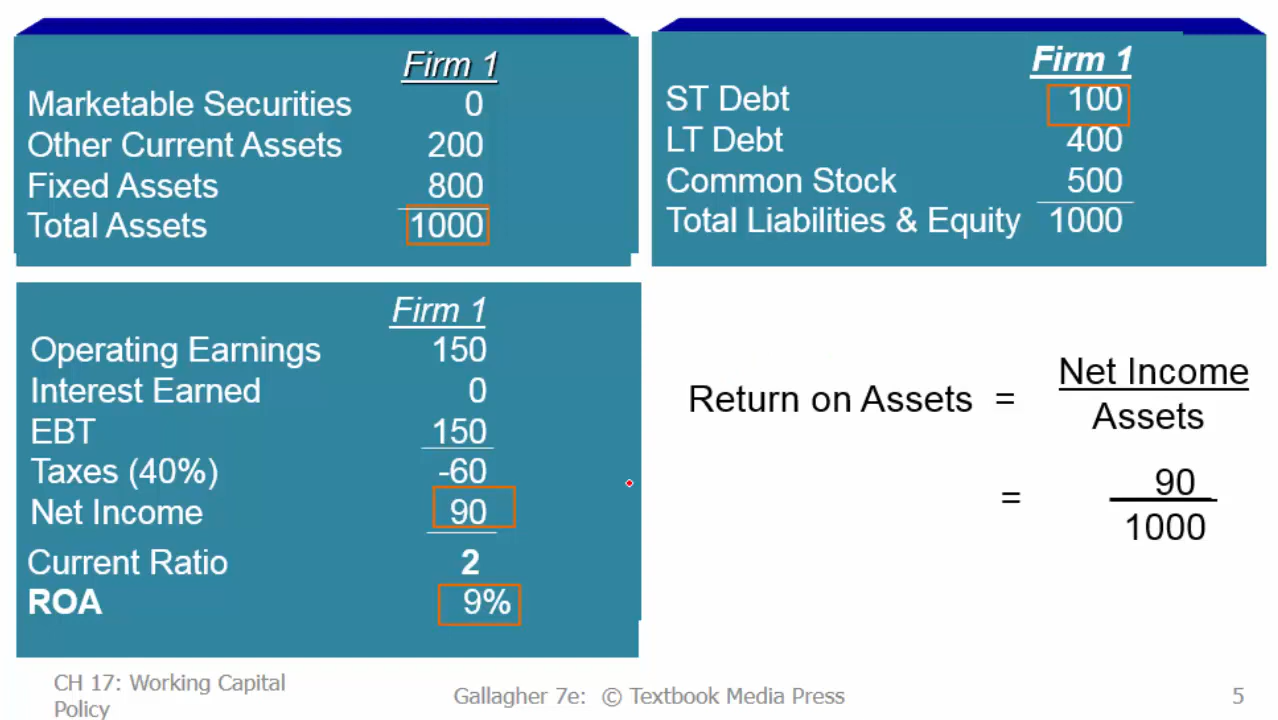 Firm 1
Marketable Securities 0
Other Current Assets 200
Fixed Assets 800
Total Assets 1000
Firm 1
ST Debt 100
LT Debt 400
Common Stock 500
Total Liabilities & Equity 1000
Firm 1
Operating Earnings 150
Interest Earned 0
EBT 150
Taxes (40%) -60
Net Income 90
Current Ratio 2
ROA 9%
Return on Assets = Net Income
Assets
= 90
1000
CH 17: Working Capital
Policy
Gallagher 7e: © Textbook Media Press
5